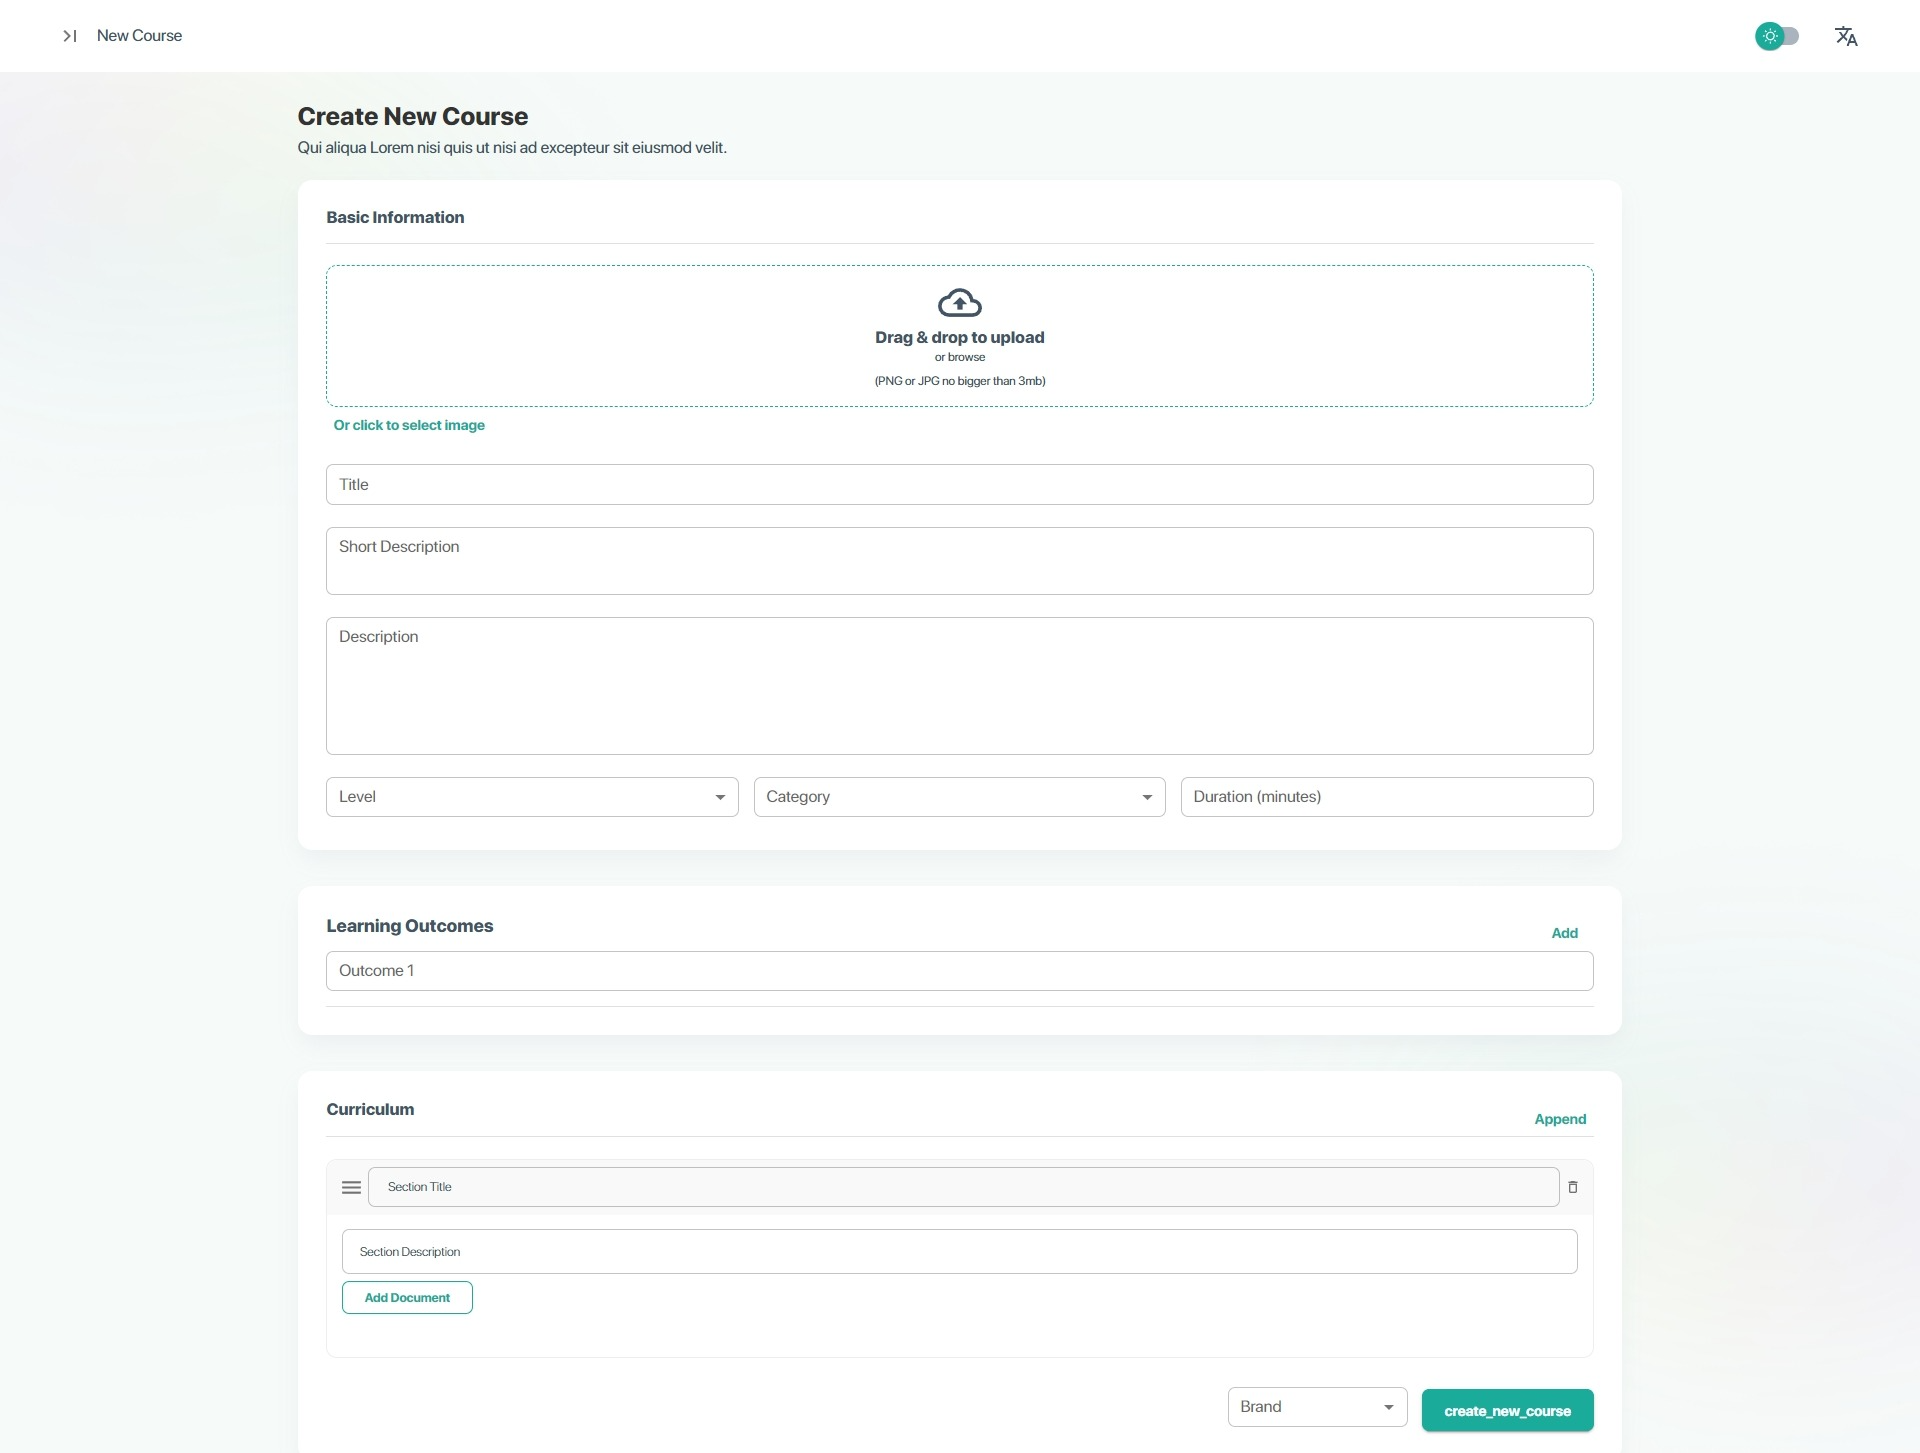 New Course
Create New Course
Qui aliqua Lorem nisi quis ut nisi ad excepteur sit eiusmod velit.
Basic Information
Drag & drop to upload
or browse
(PNG or JPG no bigger than 3mb)
Or click to select image
Title
Short Description
Description
Level
Category
Duration (minutes)
Learning Outcomes
Add
Outcome 1
Curriculum
Append
Section Title
Section Description
Add Document
Brand
create_new_course